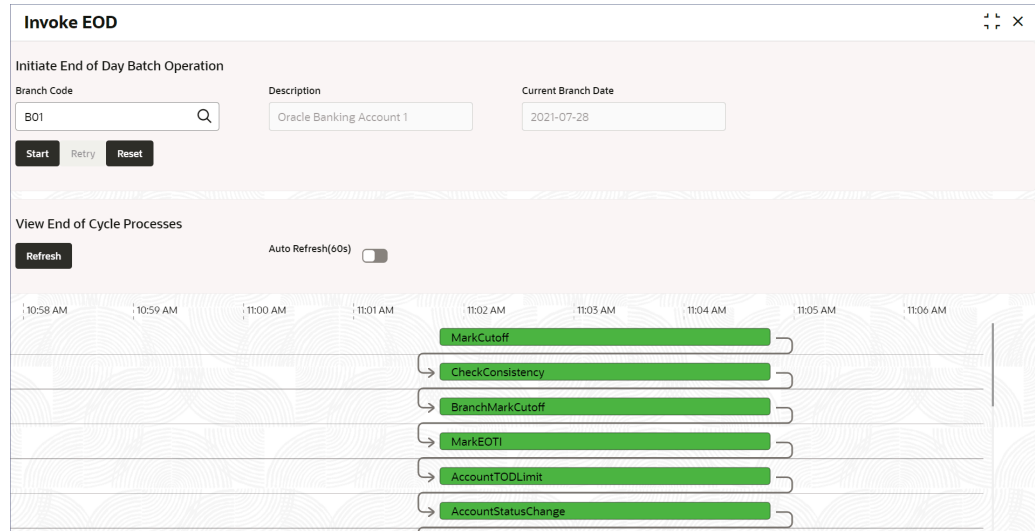 Invoke EOD
Initiate End of Day Batch Operation
Branch Code Description Current Branch Date
B01 Oracle Banking Account 1 2021-07-28
Start Retry Reset
View End of Cycle Processes
Refresh Auto Refresh(60s)
10:58 AM 10:59 AM 11:00 AM 11:01 AM 11:02 AM 11:03 AM 11:04 AM 11:05 AM 11:06 AM
MarkCutoff
CheckConsistency
BranchMarkCutoff
MarkEOTI
AccountTODLimit
AccountStatusChange